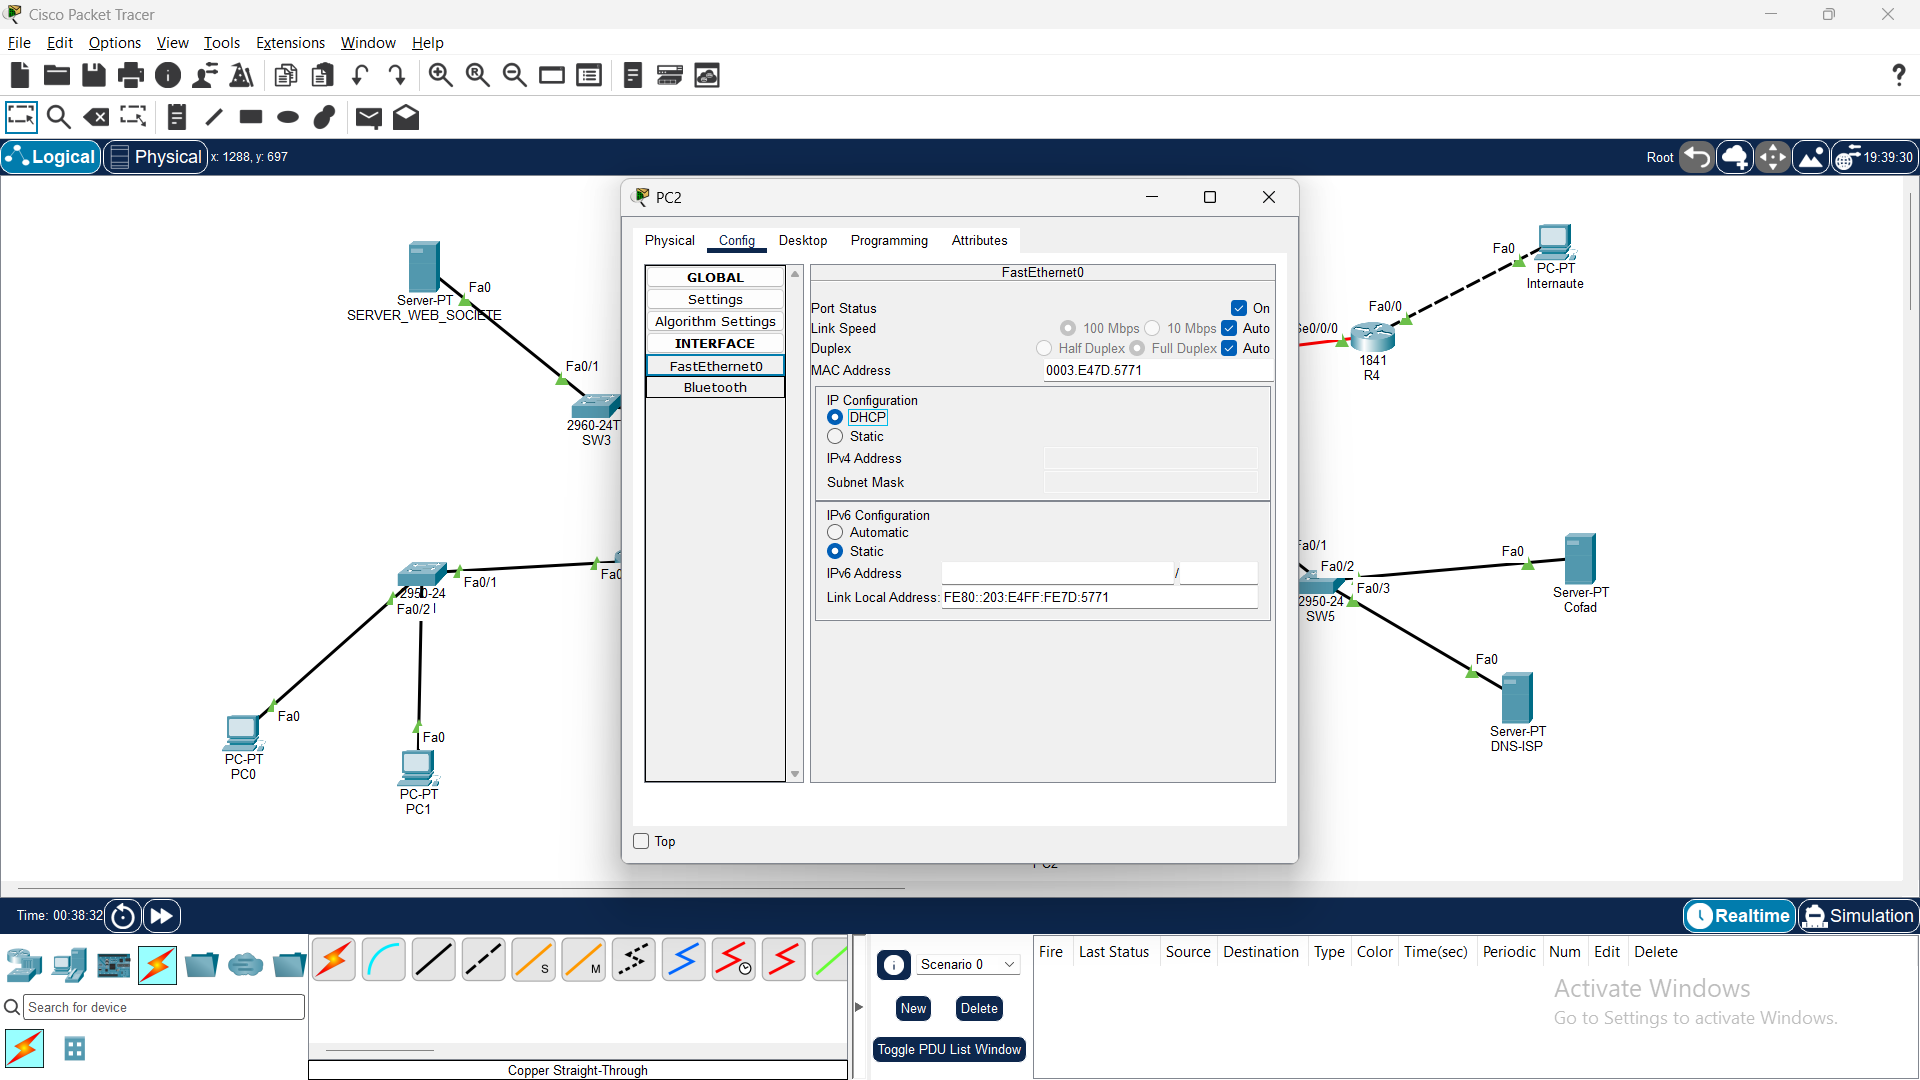 Cisco Packet Tracer
File Edit Options View Tools Extensions Window Help
Logical Physical x: 1288, y: 697 Root 19:39:30
PC2
Physical Config Desktop Programming Attributes
GLOBAL
Settings
Algorithm Settings
INTERFACE
FastEthernet0
Bluetooth
FastEthernet0
Port Status On
Link Speed 100 Mbps 10 Mbps Auto
Duplex Half Duplex Full Duplex Auto
MAC Address 0003.E47D.5771
IP Configuration
DHCP
Static
IPv4 Address
Subnet Mask
IPv6 Configuration
Automatic
Static
IPv6 Address /
Link Local Address: FE80::203:E4FF:FE7D:5771
Top
Fa0
Server-PT
SERVER_WEB_SOCIETE
Fa0/1
2960-24T
SW3
2950-24
Fa0/1
Fa0/2
Fa0
PC-PT
PC0
Fa0
PC-PT
PC1
Fa0
PC-PT
Internaute
Fa0/0
Se0/0/0
1841
R4
Fa0/1
Fa0/2
Fa0/3
2950-24
SW5
Fa0
Server-PT
Cofad
Fa0
Server-PT
DNS-ISP
PC2
Time: 00:38:32 Realtime Simulation
Search for device
S M
Copper Straight-Through
Scenario 0
New Delete
Toggle PDU List Window
Fire Last Status Source Destination Type Color Time(sec) Periodic Num Edit Delete
Activate Windows
Go to Settings to activate Windows.